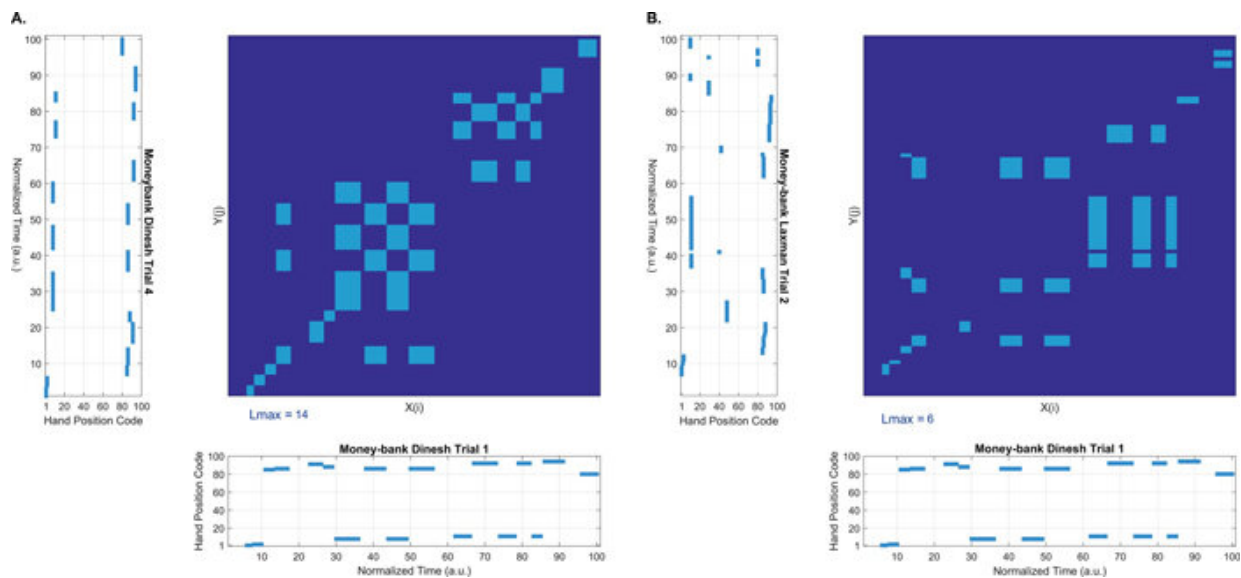 A.
100
90
80
70
60
50
40
30
20
10
Normalized Time (a.u.)
1 20 40 60 80 100
Hand Position Code
Moneybank Dinesh Trial 4
Y(j)
X(i)
Lmax = 14
Money-bank Dinesh Trial 1
100
80
60
40
20
1
Hand Position Code
10 20 30 40 50 60 70 80 90 100
Normalized Time (a.u.)
B.
100
90
80
70
60
50
40
30
20
10
Normalized Time (a.u.)
1 20 40 60 80 100
Hand Position Code
Money-bank Laxman Trial 2
Y(j)
X(i)
Lmax = 6
Money-bank Dinesh Trial 1
100
80
60
40
20
1
Hand Position Code
10 20 30 40 50 60 70 80 90 100
Normalized Time (a.u.)